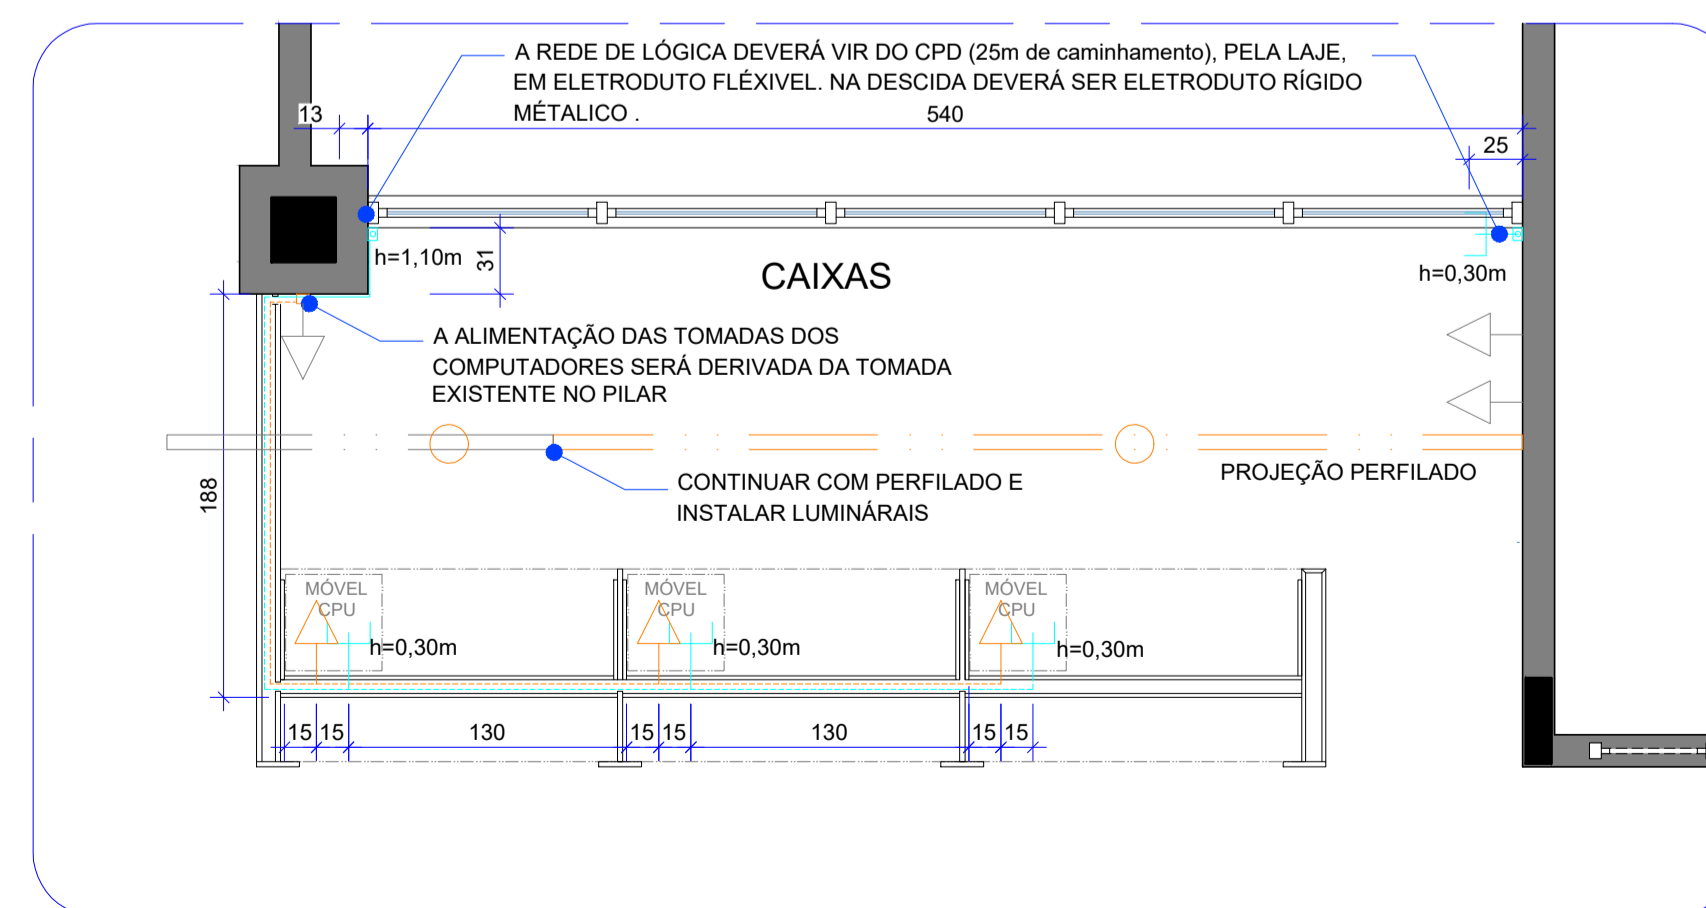 A REDE DE LÓGICA DEVERÁ VIR DO CPD (25m de caminhamento), PELA LAJE,
EM ELETRODUTO FLÉXIVEL. NA DESCIDA DEVERÁ SER ELETRODUTO RÍGIDO
MÉTALICO .
13
540
25
h=1,10m
31
CAIXAS
h=0,30m
A ALIMENTAÇÃO DAS TOMADAS DOS
COMPUTADORES SERÁ DERIVADA DA TOMADA
EXISTENTE NO PILAR
188
CONTINUAR COM PERFILADO E
INSTALAR LUMINÁRAIS
PROJEÇÃO PERFILADO
MÓVEL
CPU
h=0,30m
MÓVEL
CPU
h=0,30m
MÓVEL
CPU
h=0,30m
15 15 130 15 15 130 15 15